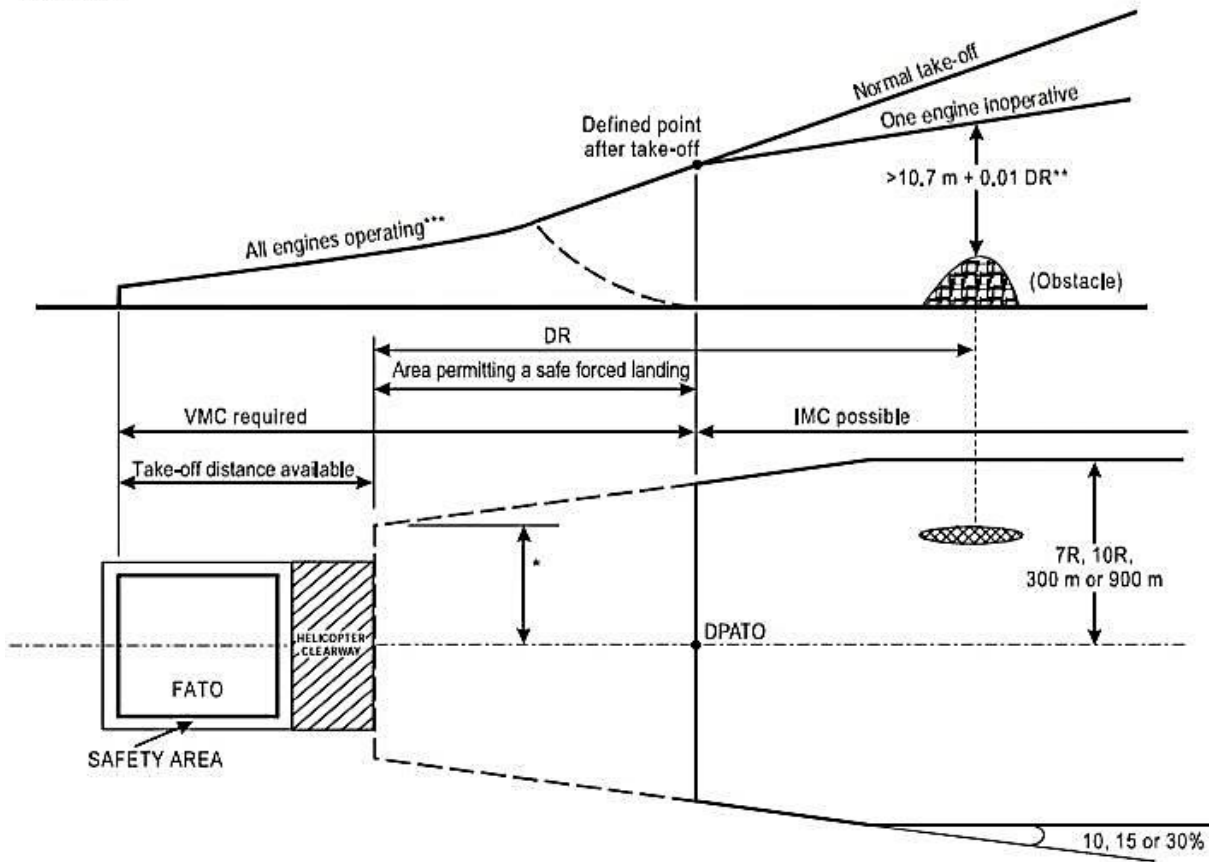 Normal take-off
One engine inoperative
Defined point
after take-off
>10.7 m + 0.01 DR**
All engines operating***
(Obstacle)
DR
Area permitting a safe forced landing
VMC required
IMC possible
Take-off distance available
*
7R, 10R,
300 m or 900 m
HELICOPTER
CLEARWAY
DPATO
FATO
SAFETY AREA
10, 15 or 30%